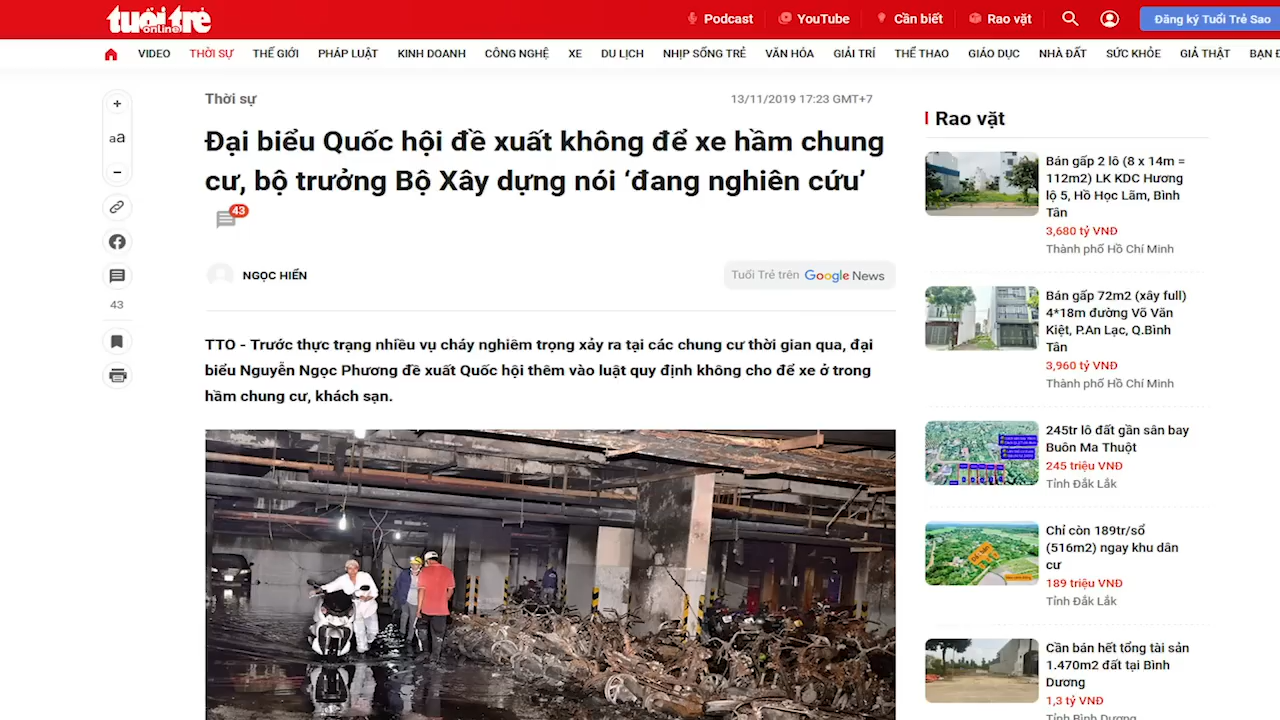 tuổi trẻ
online
Podcast
YouTube
Cần biết
Rao vặt
Đăng ký Tuổi Trẻ Sao
VIDEO
THỜI SỰ
THẾ GIỚI
PHÁP LUẬT
KINH DOANH
CÔNG NGHỆ
XE
DU LỊCH
NHỊP SỐNG TRẺ
VĂN HÓA
GIẢI TRÍ
THỂ THAO
GIÁO DỤC
NHÀ ĐẤT
SỨC KHỎE
GIẢ THẬT
BẠN Đ
+
aa
−
43
Thời sự
13/11/2019 17:23 GMT+7
Đại biểu Quốc hội đề xuất không để xe hầm chung
cư, bộ trưởng Bộ Xây dựng nói ‘đang nghiên cứu’
43
NGỌC HIỂN
Tuổi Trẻ trên Google News
TTO - Trước thực trạng nhiều vụ cháy nghiêm trọng xảy ra tại các chung cư thời gian qua, đại
biểu Nguyễn Ngọc Phương đề xuất Quốc hội thêm vào luật quy định không cho để xe ở trong
hầm chung cư, khách sạn.
Rao vặt
Bán gấp 2 lô (8 x 14m =
112m2) LK KDC Hương
lộ 5, Hồ Học Lãm, Bình
Tân
3,680 tỷ VNĐ
Thành phố Hồ Chí Minh
Bán gấp 72m2 (xây full)
4*18m đường Võ Văn
Kiệt, P.An Lạc, Q.Bình
Tân
3,960 tỷ VNĐ
Thành phố Hồ Chí Minh
245tr lô đất gần sân bay
Buôn Ma Thuột
245 triệu VNĐ
Tỉnh Đắk Lắk
Chỉ còn 189tr/sổ
(516m2) ngay khu dân
cư
189 triệu VNĐ
Tỉnh Đắk Lắk
Cần bán hết tổng tài sản
1.470m2 đất tại Bình
Dương
1,3 tỷ VNĐ
Tỉnh Bình Dương